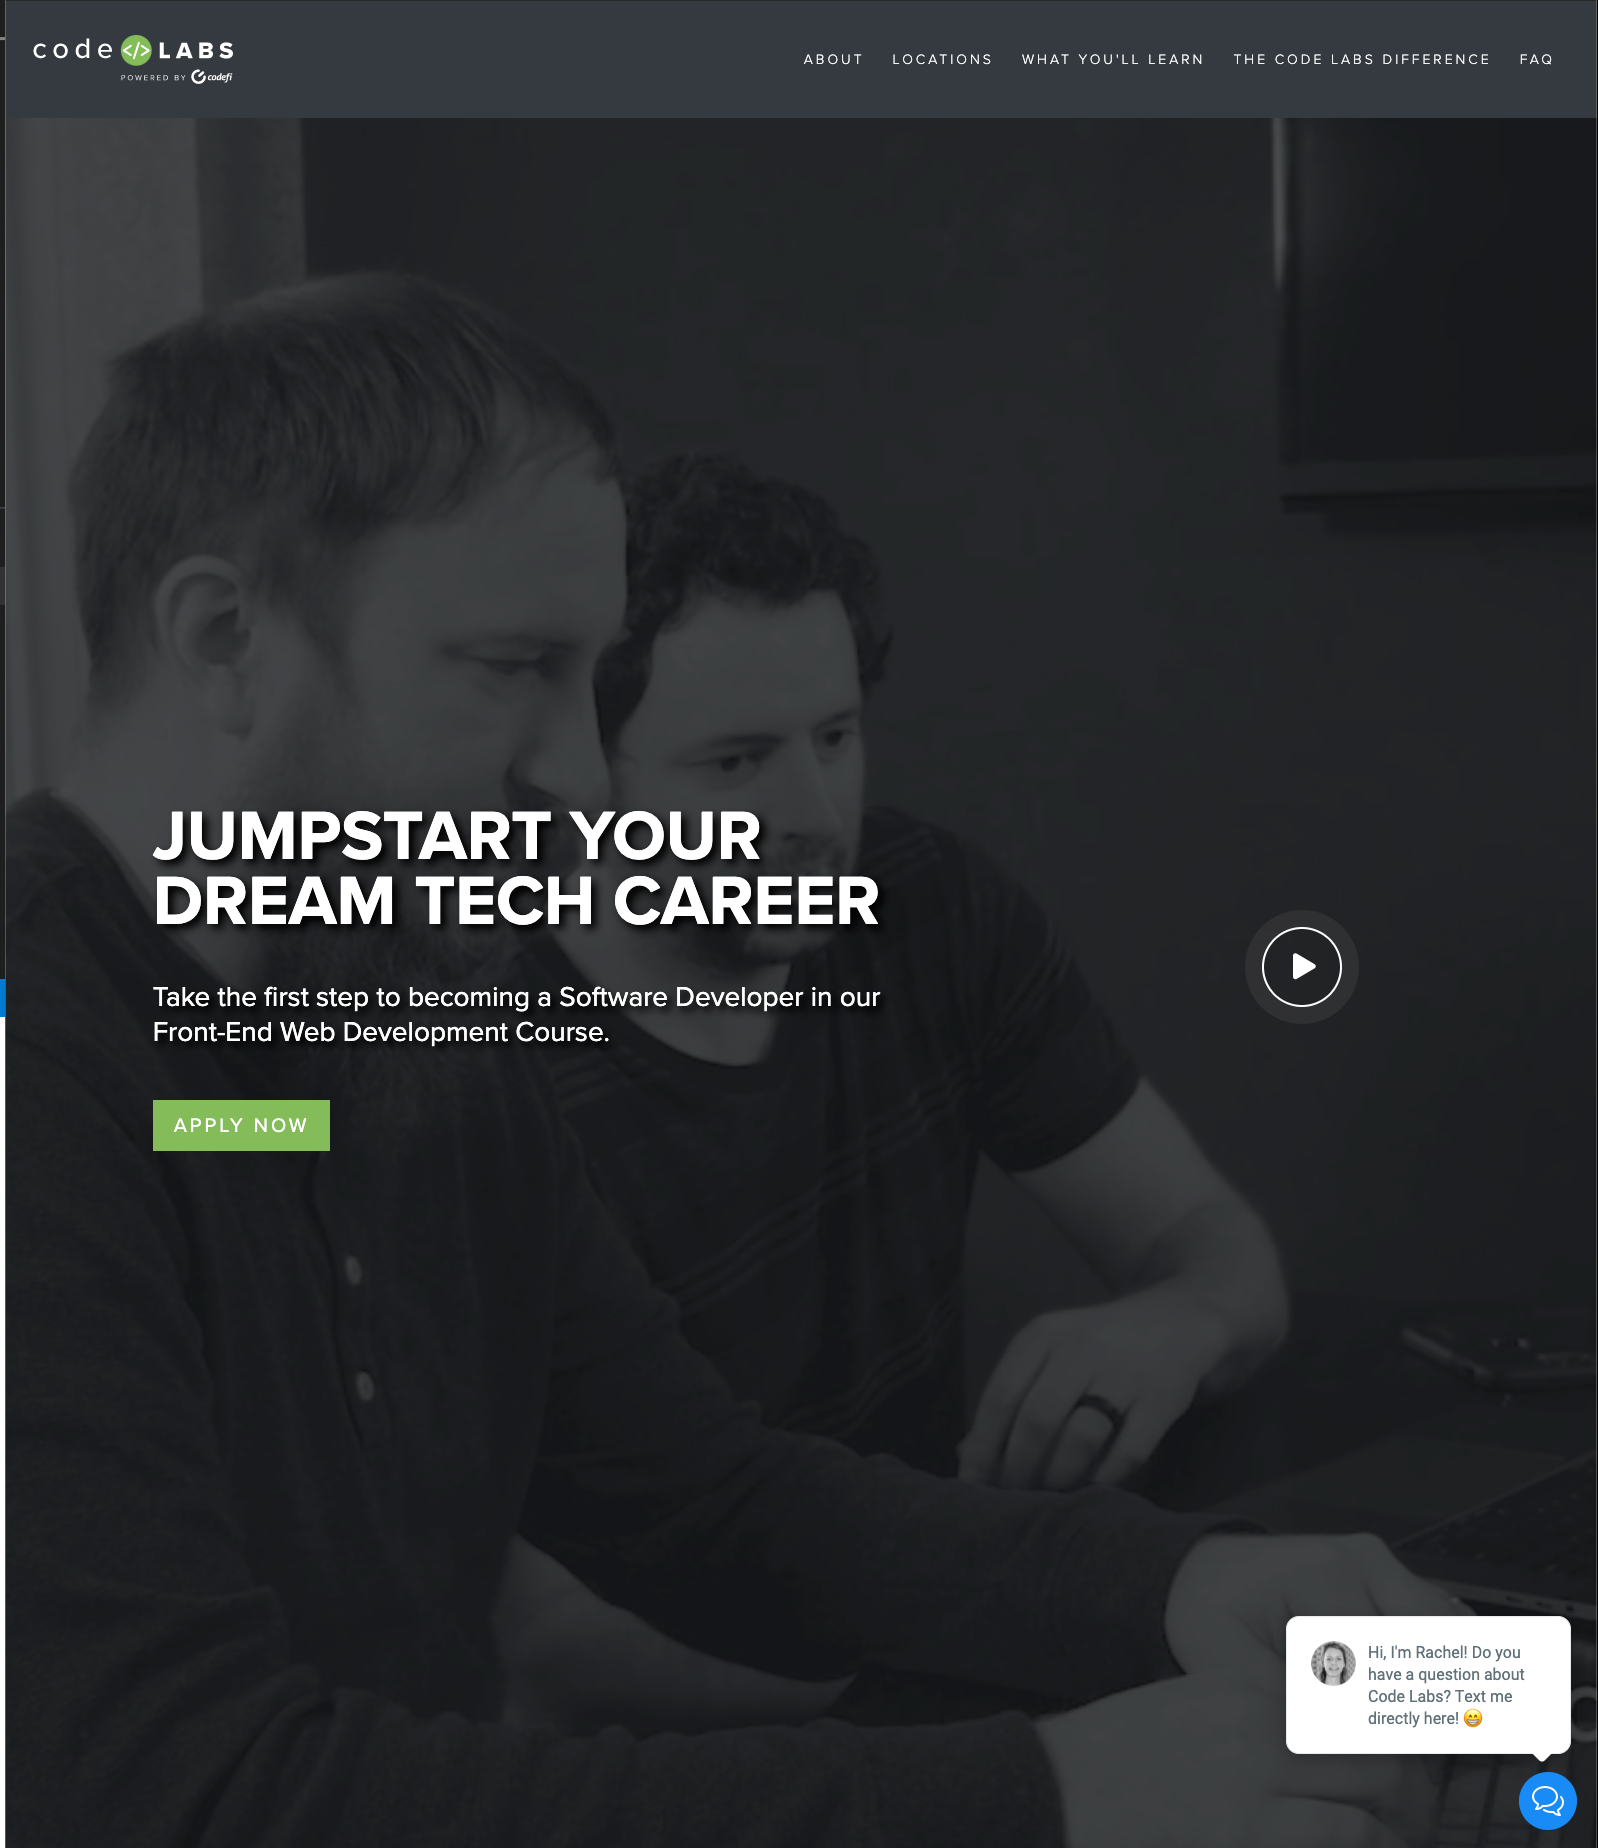 code </> LABS
POWERED BY codefi
ABOUT LOCATIONS WHAT YOU'LL LEARN THE CODE LABS DIFFERENCE FAQ
JUMPSTART YOUR
DREAM TECH CAREER
Take the first step to becoming a Software Developer in our
Front-End Web Development Course.
APPLY NOW
Hi, I'm Rachel! Do you
have a question about
Code Labs? Text me
directly here! 😁